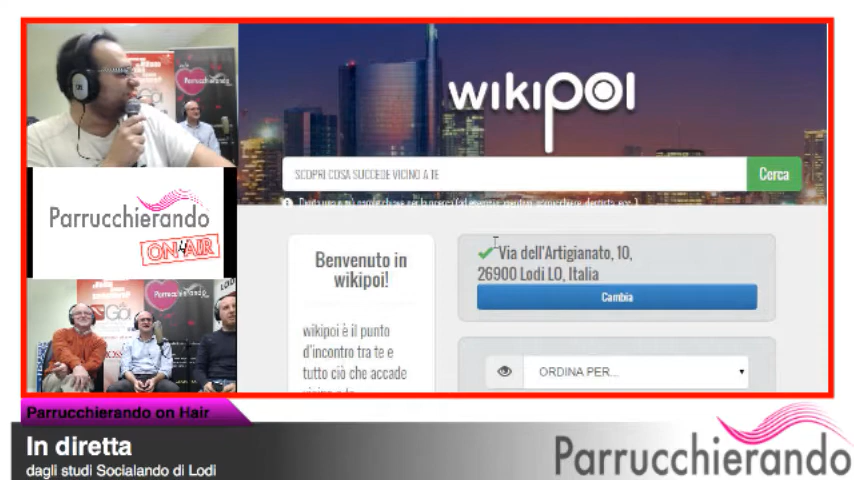 Parrucchierando
wikipoi
SCOPRI COSA SUCCEDE VICINO A TE
Cerca
Parrucchierando
ON AIR
Benvenuto in
wikipoi!
wikipoi è il punto
d'incontro tra te e
tutto ciò che accade
Via dell'Artigianato, 10,
26900 Lodi LO, Italia
Cambia
ORDINA PER...
Parrucchierando
Parrucchierando on Hair
In diretta
dagli studi Socialando di Lodi
Parrucchierando